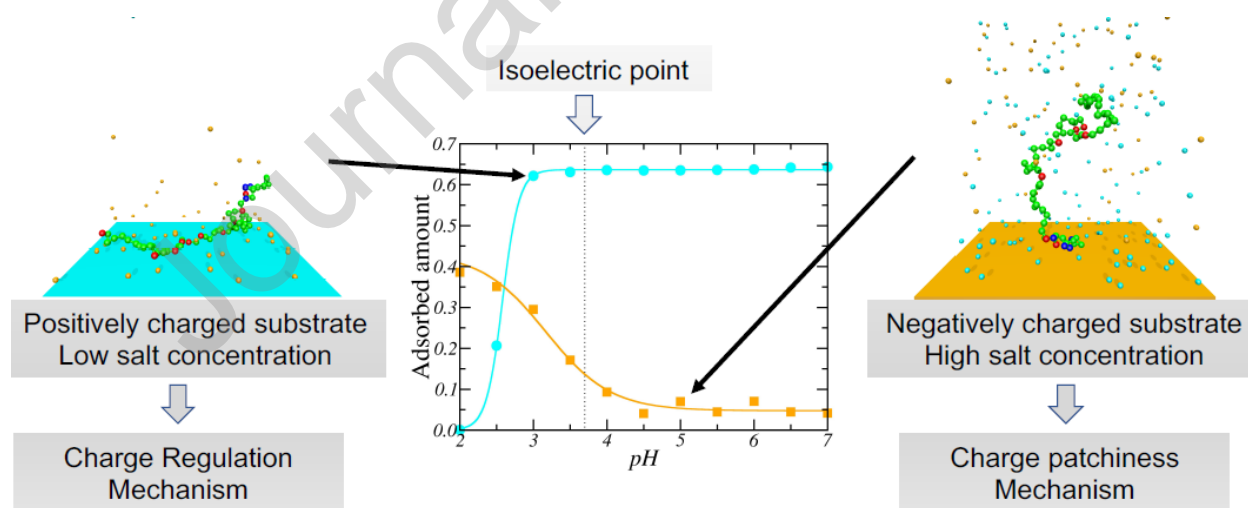 Journa
Isoelectric point
Adsorbed amount
0.7
0.6
0.5
0.4
0.3
0.2
0.1
0.0
2
3
4
5
6
7
pH
Positively charged substrate
Low salt concentration
Charge Regulation
Mechanism
Negatively charged substrate
High salt concentration
Charge patchiness
Mechanism